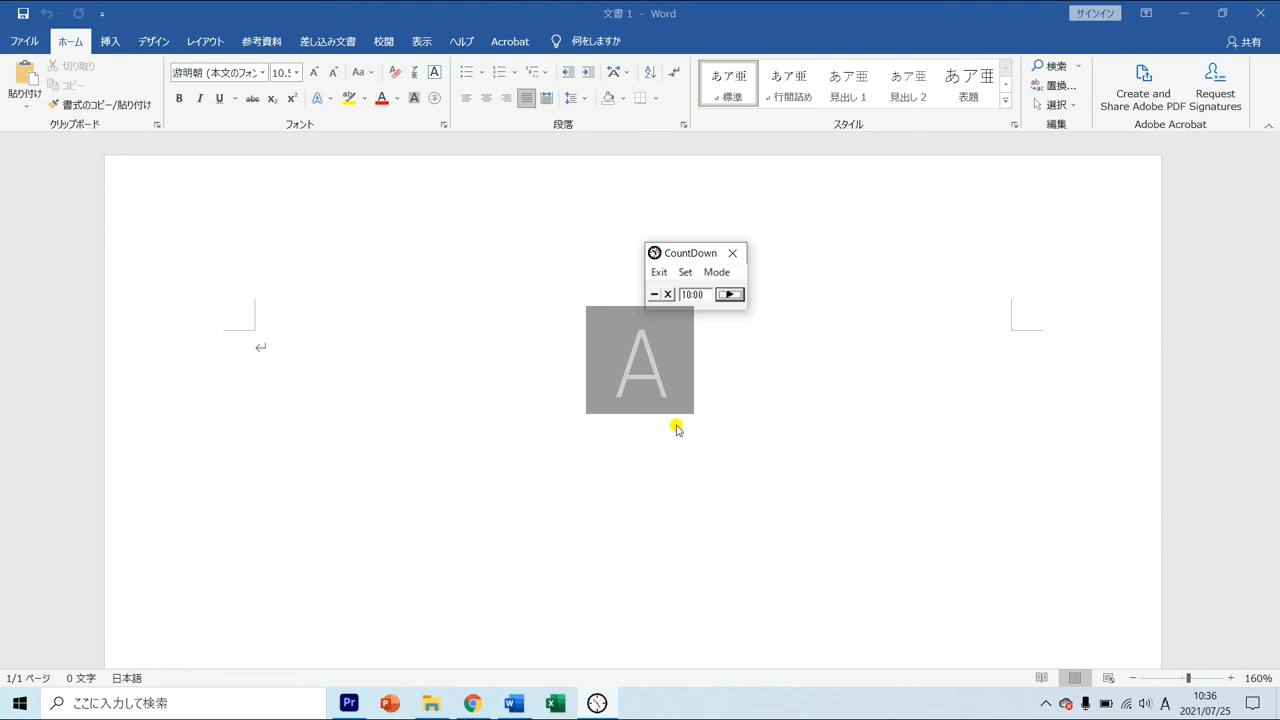 文書 1 - Word
サインイン
ファイル ホーム 挿入 デザイン レイアウト 参考資料 差し込み文書 校閲 表示 ヘルプ Acrobat 何をしますか 共有
貼り付け
切り取り
コピー
書式のコピー/貼り付け
クリップボード
游明朝 (本文のフォン 10.5
Aa
B I U abc x₂ x² A A A
フォント
段落
あア亜 標準
あア亜 行間詰め
あア亜 見出し 1
あア亜 見出し 2
あア亜 表題
スタイル
検索
置換...
選択
編集
Create and Share Adobe PDF
Request Signatures
Adobe Acrobat
CountDown
Exit Set Mode
10:00
A
1/1 ページ 0 文字 日本語 160%
ここに入力して検索
Pr
A
10:36
2021/07/25